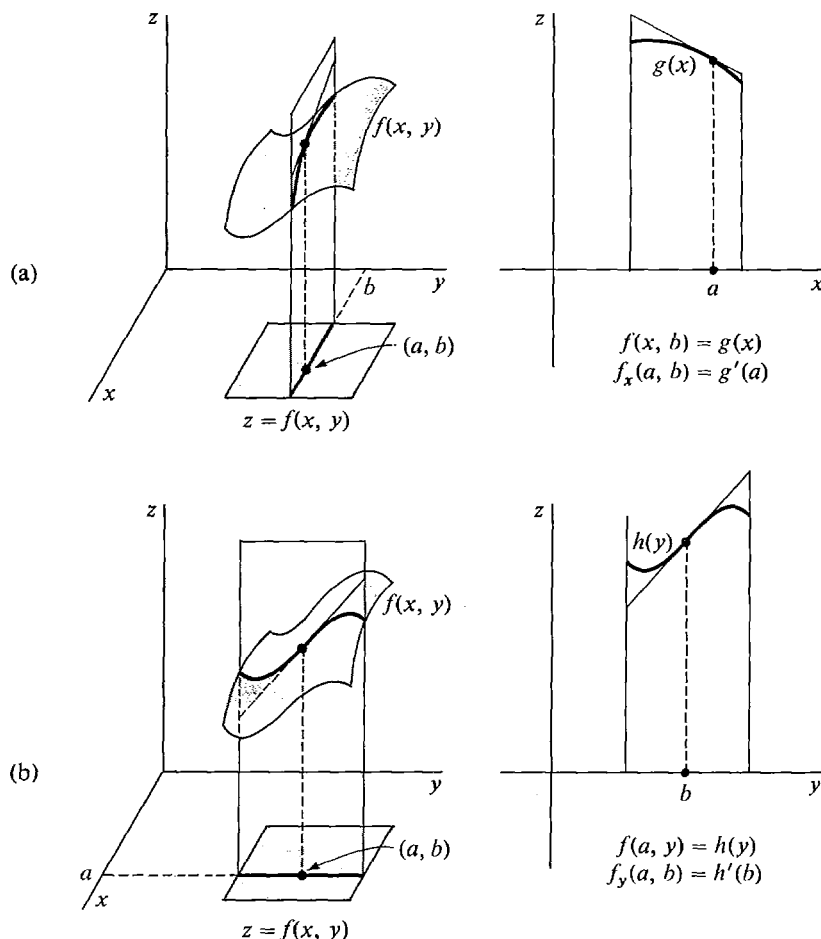 z
z
g(x)
f(x, y)
(a)
b
y
a
x
(a, b)
x
z = f(x, y)
f(x, b) = g(x)
f_x(a, b) = g′(a)
z
z
h(y)
f(x, y)
(b)
y
b
y
(a, b)
a
x
z = f(x, y)
f(a, y) = h(y)
f_y(a, b) = h′(b)